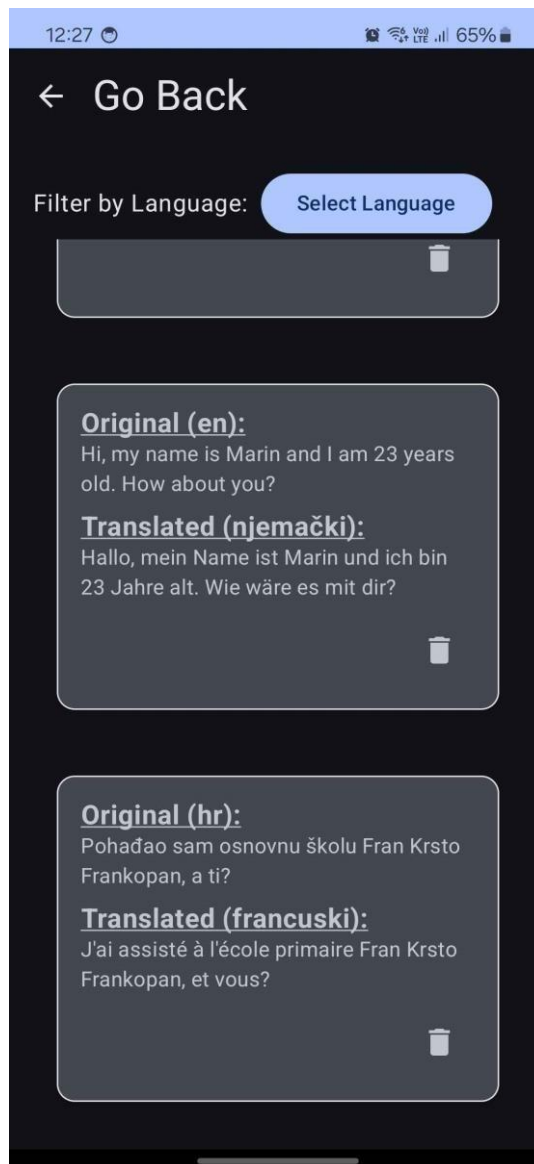 12:27
Vo)) LTE 65%
← Go Back
Filter by Language: Select Language
Original (en):
Hi, my name is Marin and I am 23 years
old. How about you?
Translated (njemački):
Hallo, mein Name ist Marin und ich bin
23 Jahre alt. Wie wäre es mit dir?
Original (hr):
Pohađao sam osnovnu školu Fran Krsto
Frankopan, a ti?
Translated (francuski):
J'ai assisté à l'école primaire Fran Krsto
Frankopan, et vous?